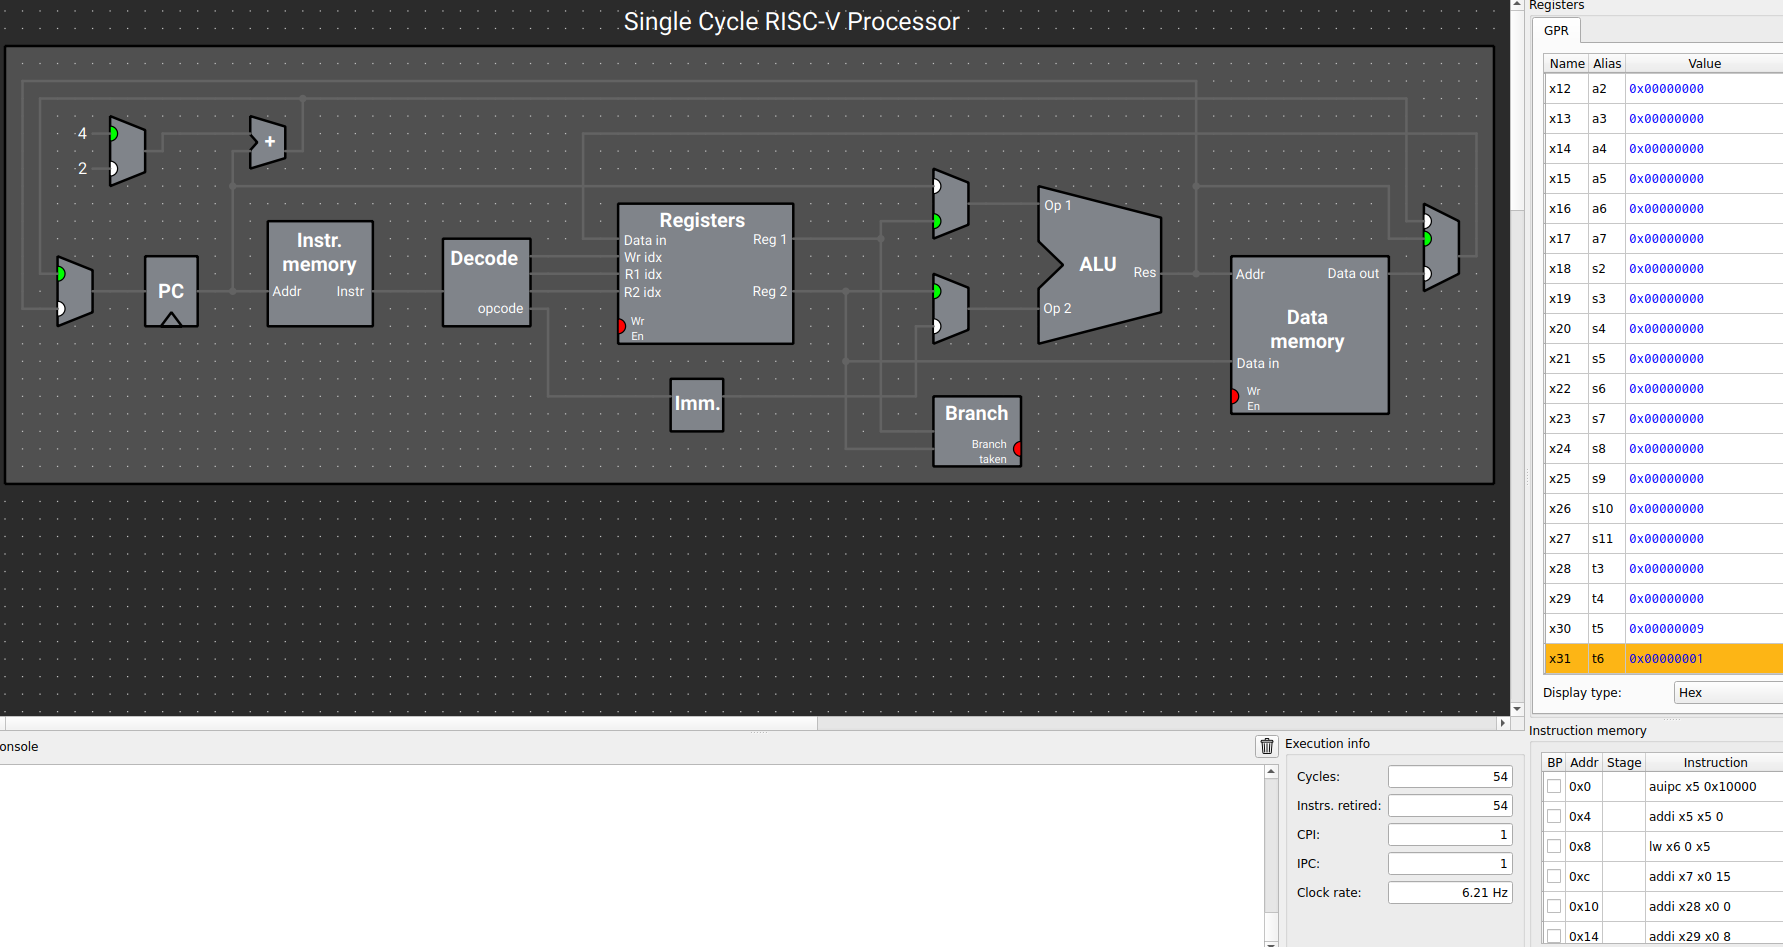 Single Cycle RISC-V Processor
4
2
+
PC
Instr. memory
Addr
Instr
Decode
opcode
Registers
Data in
Wr idx
R1 idx
R2 idx
Wr En
Reg 1
Reg 2
Imm.
Op 1
ALU
Res
Op 2
Branch
Branch taken
Addr
Data out
Data memory
Data in
Wr En
Registers
GPR
Name Alias Value
x12 a2 0x00000000
x13 a3 0x00000000
x14 a4 0x00000000
x15 a5 0x00000000
x16 a6 0x00000000
x17 a7 0x00000000
x18 s2 0x00000000
x19 s3 0x00000000
x20 s4 0x00000000
x21 s5 0x00000000
x22 s6 0x00000000
x23 s7 0x00000000
x24 s8 0x00000000
x25 s9 0x00000000
x26 s10 0x00000000
x27 s11 0x00000000
x28 t3 0x00000000
x29 t4 0x00000000
x30 t5 0x00000009
x31 t6 0x00000001
Display type: Hex
onsole
Execution info
Cycles: 54
Instrs. retired: 54
CPI: 1
IPC: 1
Clock rate: 6.21 Hz
Instruction memory
BP Addr Stage Instruction
0x0 auipc x5 0x10000
0x4 addi x5 x5 0
0x8 lw x6 0 x5
0xc addi x7 x0 15
0x10 addi x28 x0 0
0x14 addi x29 x0 8